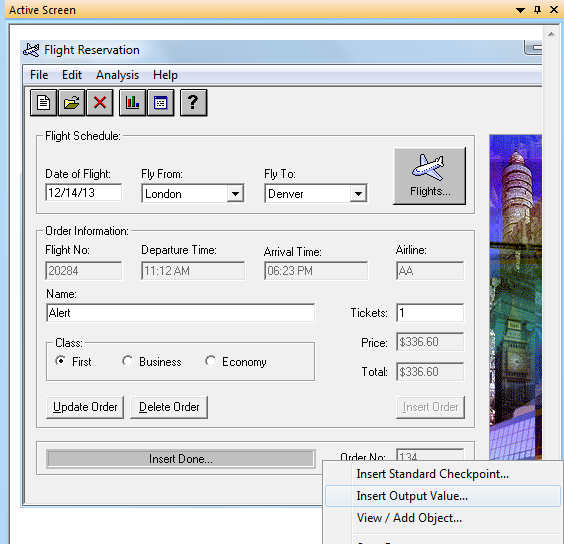 Active Screen
Flight Reservation
File Edit Analysis Help
?
Flight Schedule:
Date of Flight: Fly From: Fly To:
12/14/13 London Denver Flights...
Order Information:
Flight No: Departure Time: Arrival Time: Airline:
20284 11:12 AM 06:23 PM AA
Name:
Alert Tickets: 1
Class: Price: $336.60
First Business Economy
Total: $336.60
Update Order Delete Order Insert Order
Insert Done... Order No: 134
Insert Standard Checkpoint...
Insert Output Value...
View / Add Object...